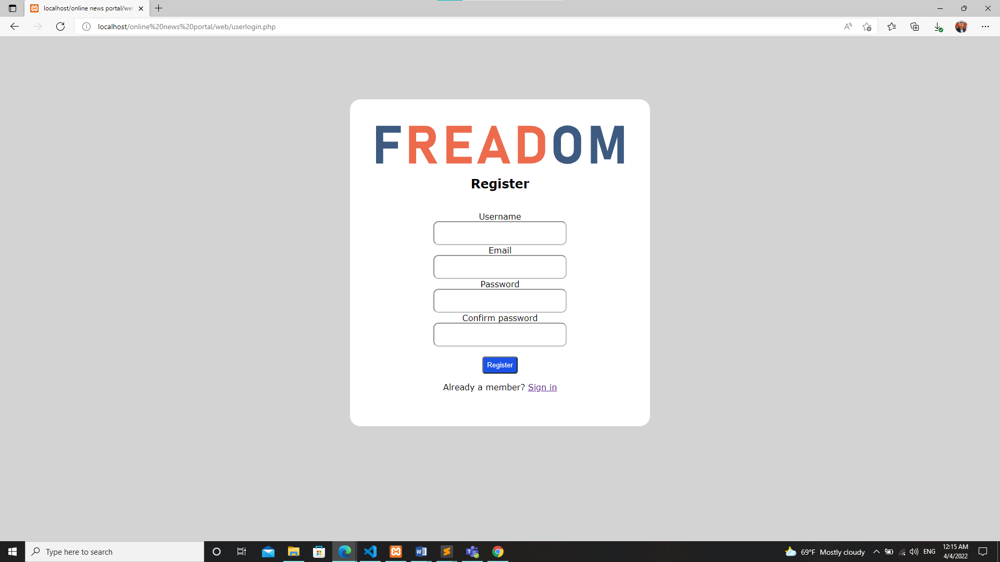 localhost/online news portal/web
localhost/online%20news%20portal/web/userlogin.php
FREADOM
Register
Username
Email
Password
Confirm password
Register
Already a member? Sign in
Type here to search
69°F Mostly cloudy
ENG
12:15 AM
4/4/2022